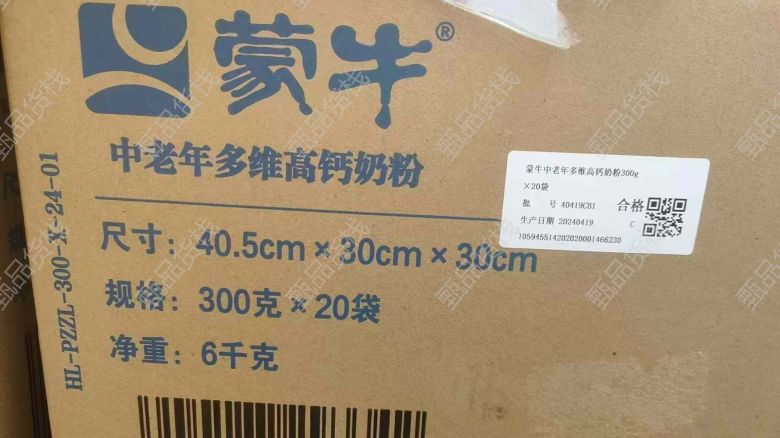 蒙牛®
中老年多维高钙奶粉
尺寸：40.5cm×30cm×30cm
规格：300克×20袋
净重：6千克
HL-PZZL-300-X-24-01
蒙牛中老年多维高钙奶粉300g
×20袋
批 号 40419CB1 合格
生产日期 20240419 C
105945514202020001466230
甄品货栈